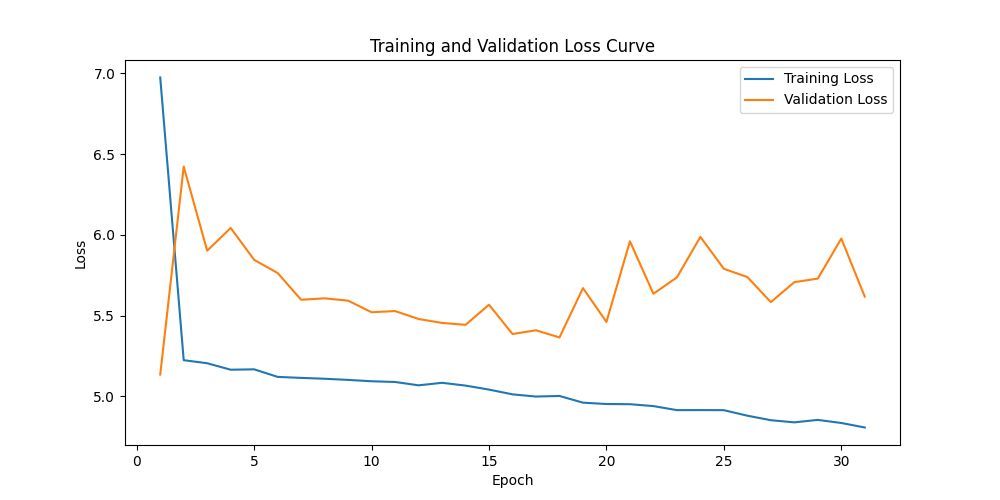 Training and Validation Loss Curve
Training Loss
Validation Loss
7.0
6.5
6.0
5.5
5.0
Loss
0 5 10 15 20 25 30
Epoch